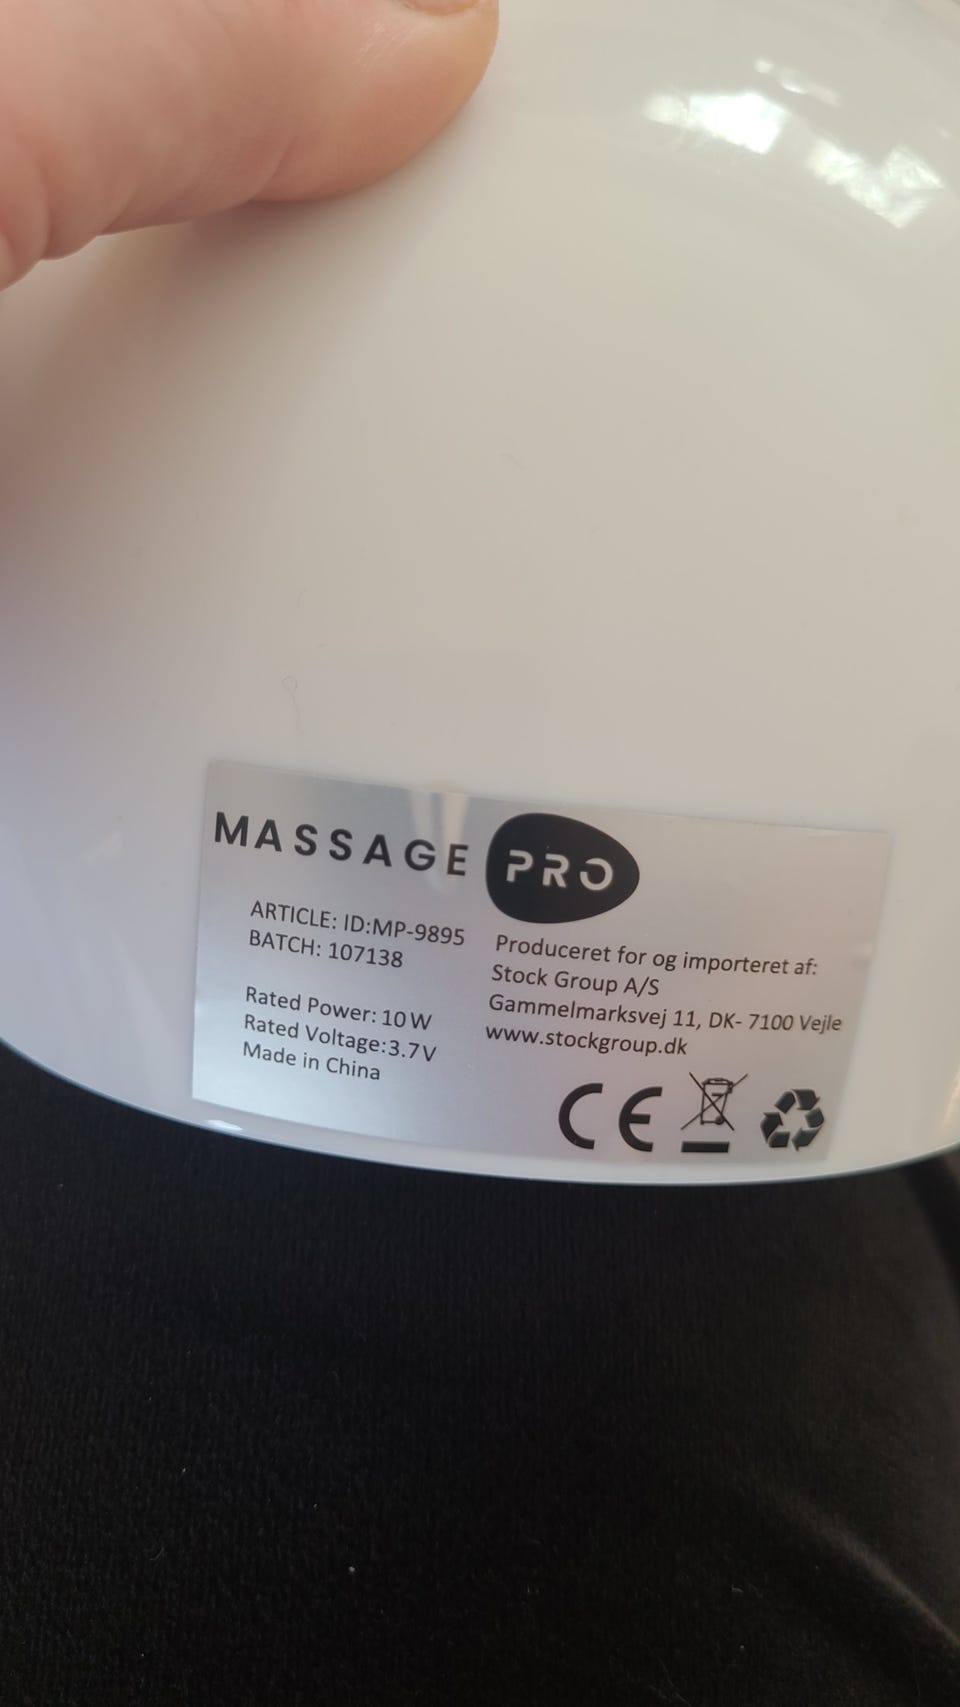 MASSAGE PRO
ARTICLE: ID:MP-9895
BATCH: 107138
Rated Power: 10W
Rated Voltage:3.7V
Made in China
Produceret for og importeret af:
Stock Group A/S
Gammelmarksvej 11, DK- 7100 Vejle
www.stockgroup.dk
CE